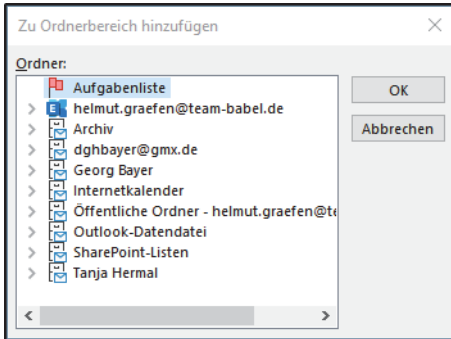 Zu Ordnerbereich hinzufügen
Ordner:
Aufgabenliste
helmut.graefen@team-babel.de
Archiv
dghbayer@gmx.de
Georg Bayer
Internetkalender
Öffentliche Ordner - helmut.graefen@te
Outlook-Datendatei
SharePoint-Listen
Tanja Hermal
OK
Abbrechen